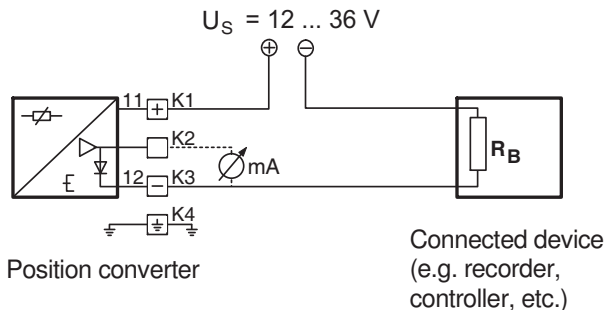 U_S = 12 ... 36 V
+ −
11 + K1
K2
mA
12 − K3
K4
R_B
Position converter
Connected device
(e.g. recorder,
controller, etc.)